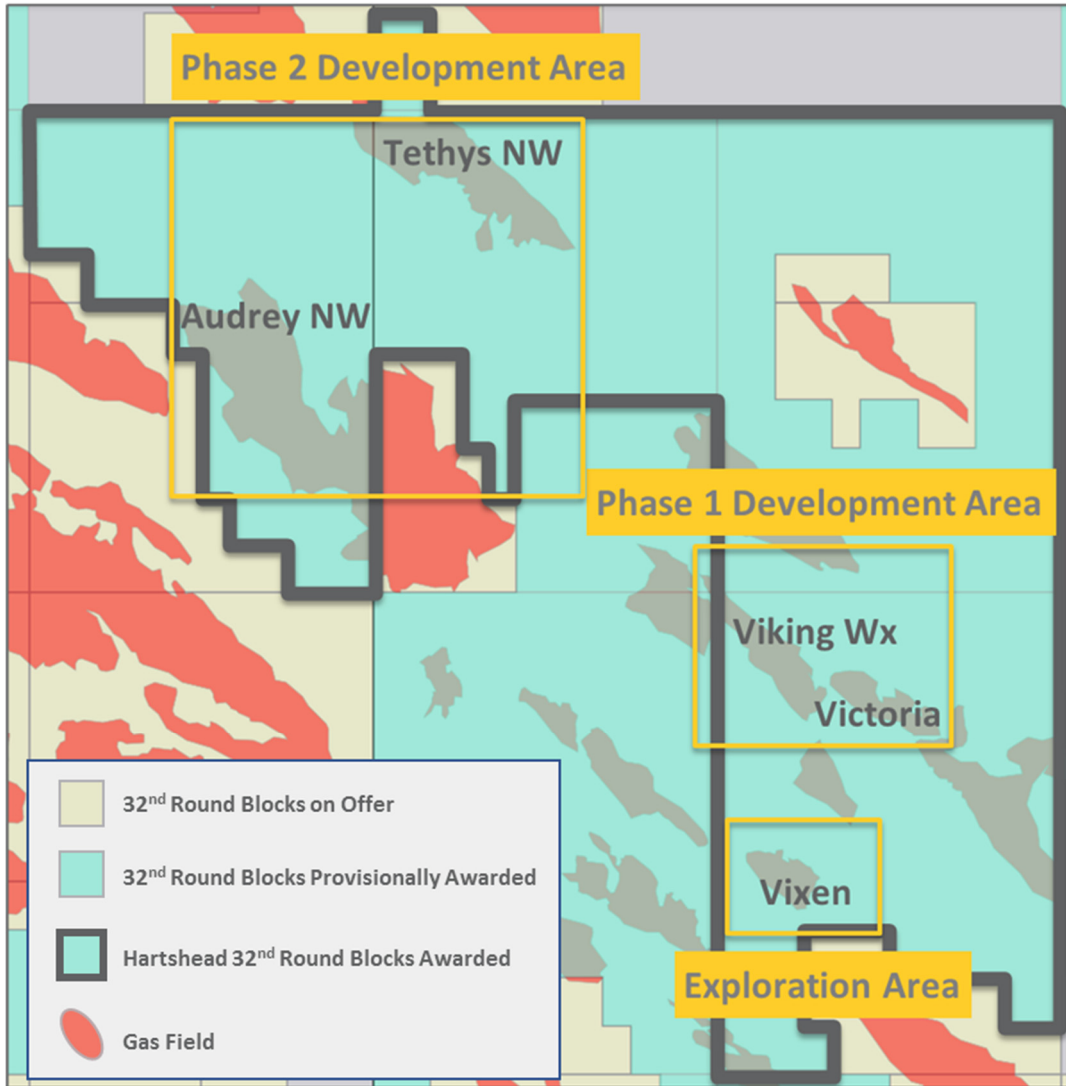 Phase 2 Development Area
Tethys NW
Audrey NW
Phase 1 Development Area
Viking Wx
Victoria
Vixen
Exploration Area
32nd Round Blocks on Offer
32nd Round Blocks Provisionally Awarded
Hartshead 32nd Round Blocks Awarded
Gas Field